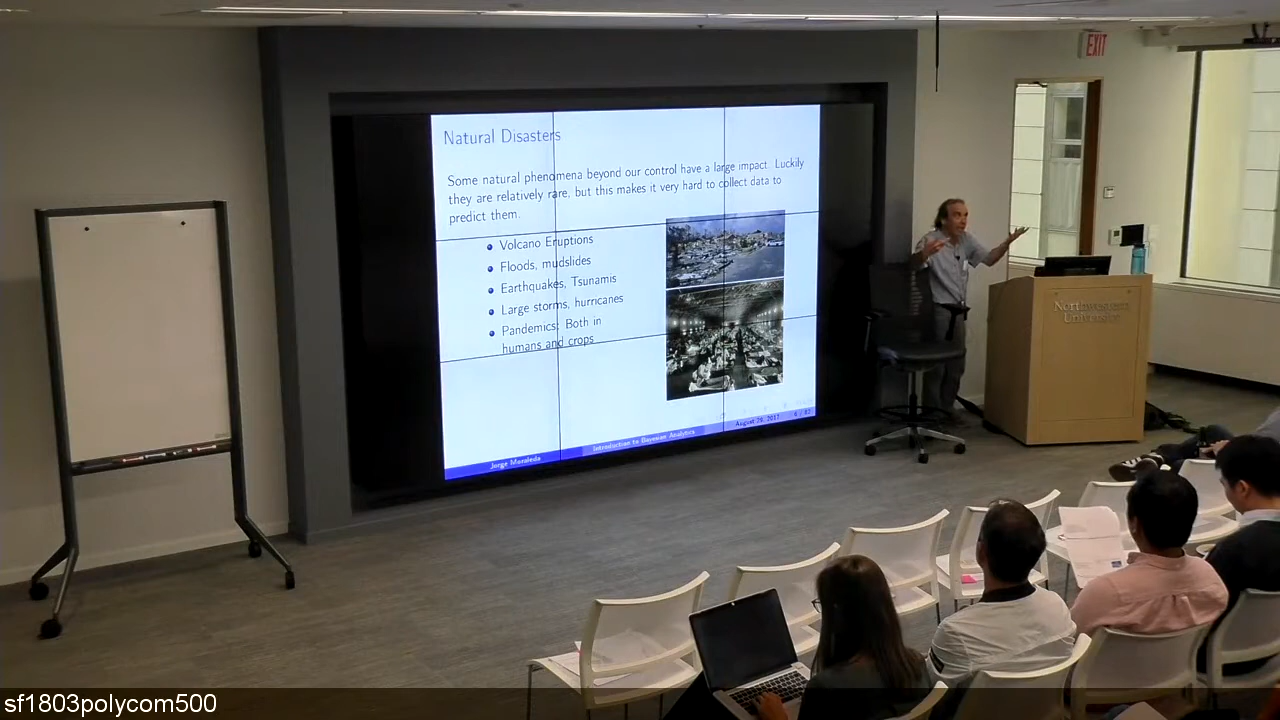 EXIT
Natural Disasters
Some natural phenomena beyond our control have a large impact. Luckily
they are relatively rare, but this makes it very hard to collect data to
predict them.
Volcano Eruptions
Floods, mudslides
Earthquakes, Tsunamis
Large storms, hurricanes
Pandemics: Both in
humans and crops
Jorge Moraleda
Introduction to Bayesian Analytics
August 29, 2017
Northwestern
University
sf1803polycom500